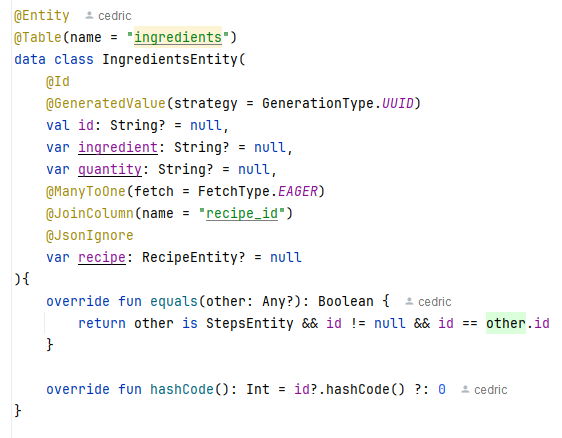 @Entity cedric
@Table(name = "ingredients")
data class IngredientsEntity(
    @Id
    @GeneratedValue(strategy = GenerationType.UUID)
    val id: String? = null,
    var ingredient: String? = null,
    var quantity: String? = null,
    @ManyToOne(fetch = FetchType.EAGER)
    @JoinColumn(name = "recipe_id")
    @JsonIgnore
    var recipe: RecipeEntity? = null
){
    override fun equals(other: Any?): Boolean { cedric
        return other is StepsEntity && id != null && id == other.id
    }
    override fun hashCode(): Int = id?.hashCode() ?: 0 cedric
}